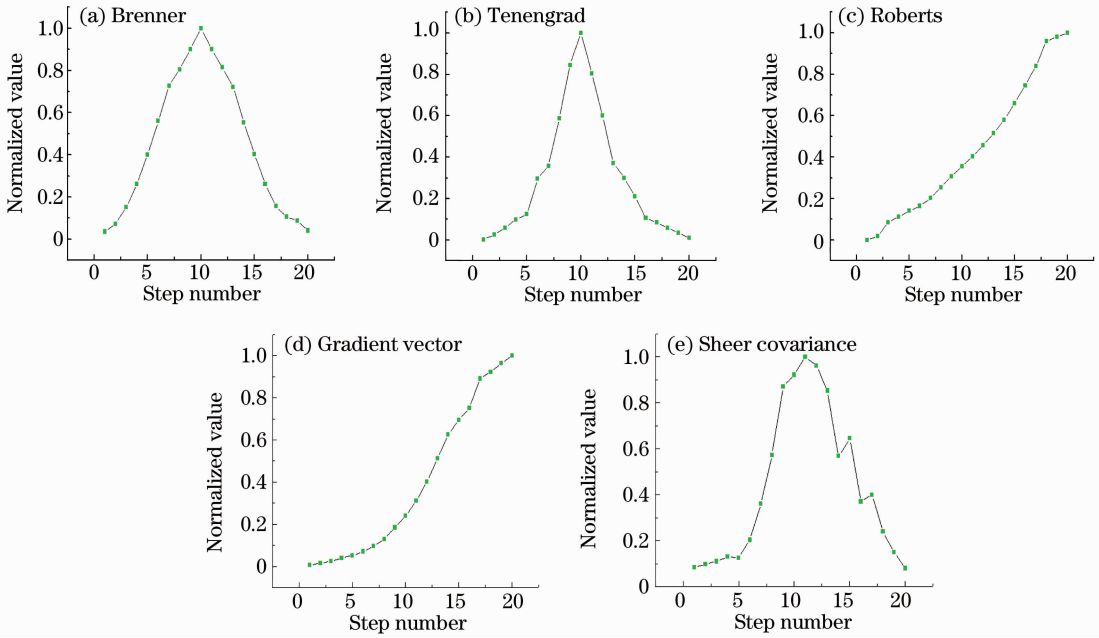 (a) Brenner
1.0
0.8
0.6
0.4
0.2
0
Normalized value
0 5 10 15 20
Step number
(b) Tenengrad
1.0
0.8
0.6
0.4
0.2
0
Normalized value
0 5 10 15 20
Step number
(c) Roberts
1.0
0.8
0.6
0.4
0.2
0
Normalized value
0 5 10 15 20
Step number
(d) Gradient vector
1.0
0.8
0.6
0.4
0.2
0
Normalized value
0 5 10 15 20
Step number
(e) Sheer covariance
1.0
0.8
0.6
0.4
0.2
0
Normalized value
0 5 10 15 20
Step number